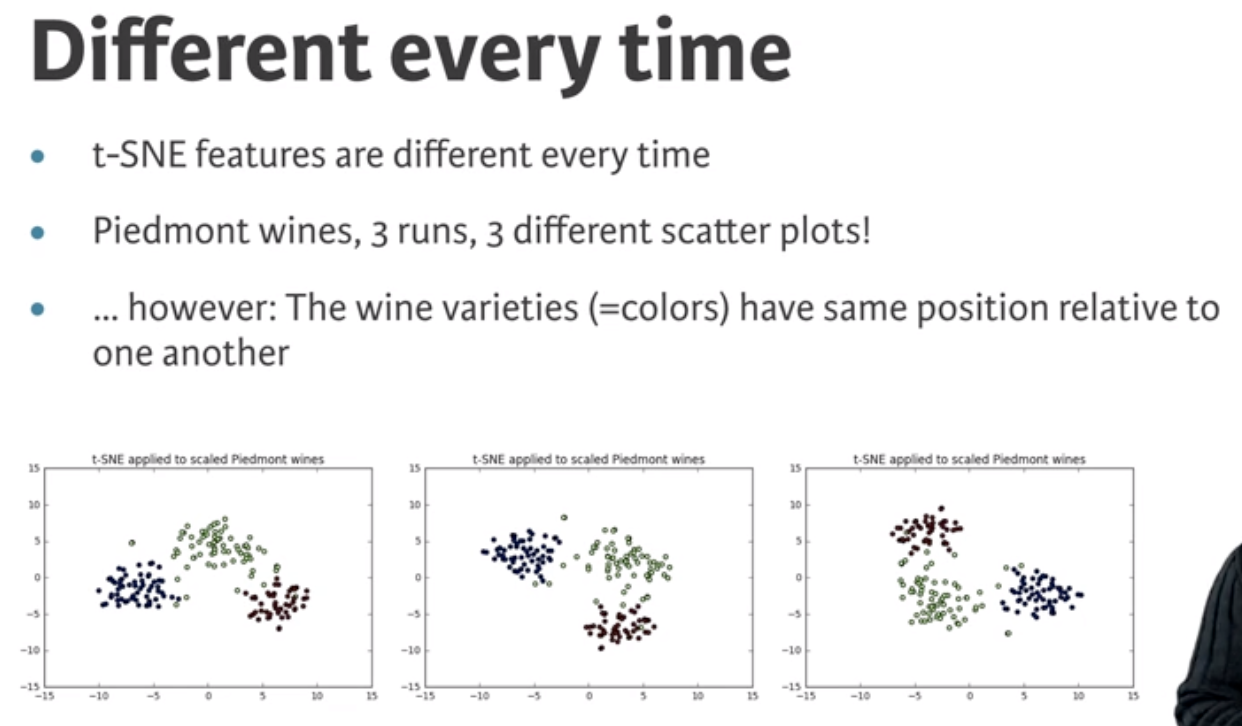 Different every time
• t-SNE features are different every time
• Piedmont wines, 3 runs, 3 different scatter plots!
• ... however: The wine varieties (=colors) have same position relative to
one another
t-SNE applied to scaled Piedmont wines
15
10
5
0
−5
−10
−15
−15 −10 −5 0 5 10 15
t-SNE applied to scaled Piedmont wines
15
10
5
0
−5
−10
−15
−15 −10 −5 0 5 10 15
t-SNE applied to scaled Piedmont wines
15
10
5
0
−5
−10
−15
−15 −10 −5 0 5 10 15